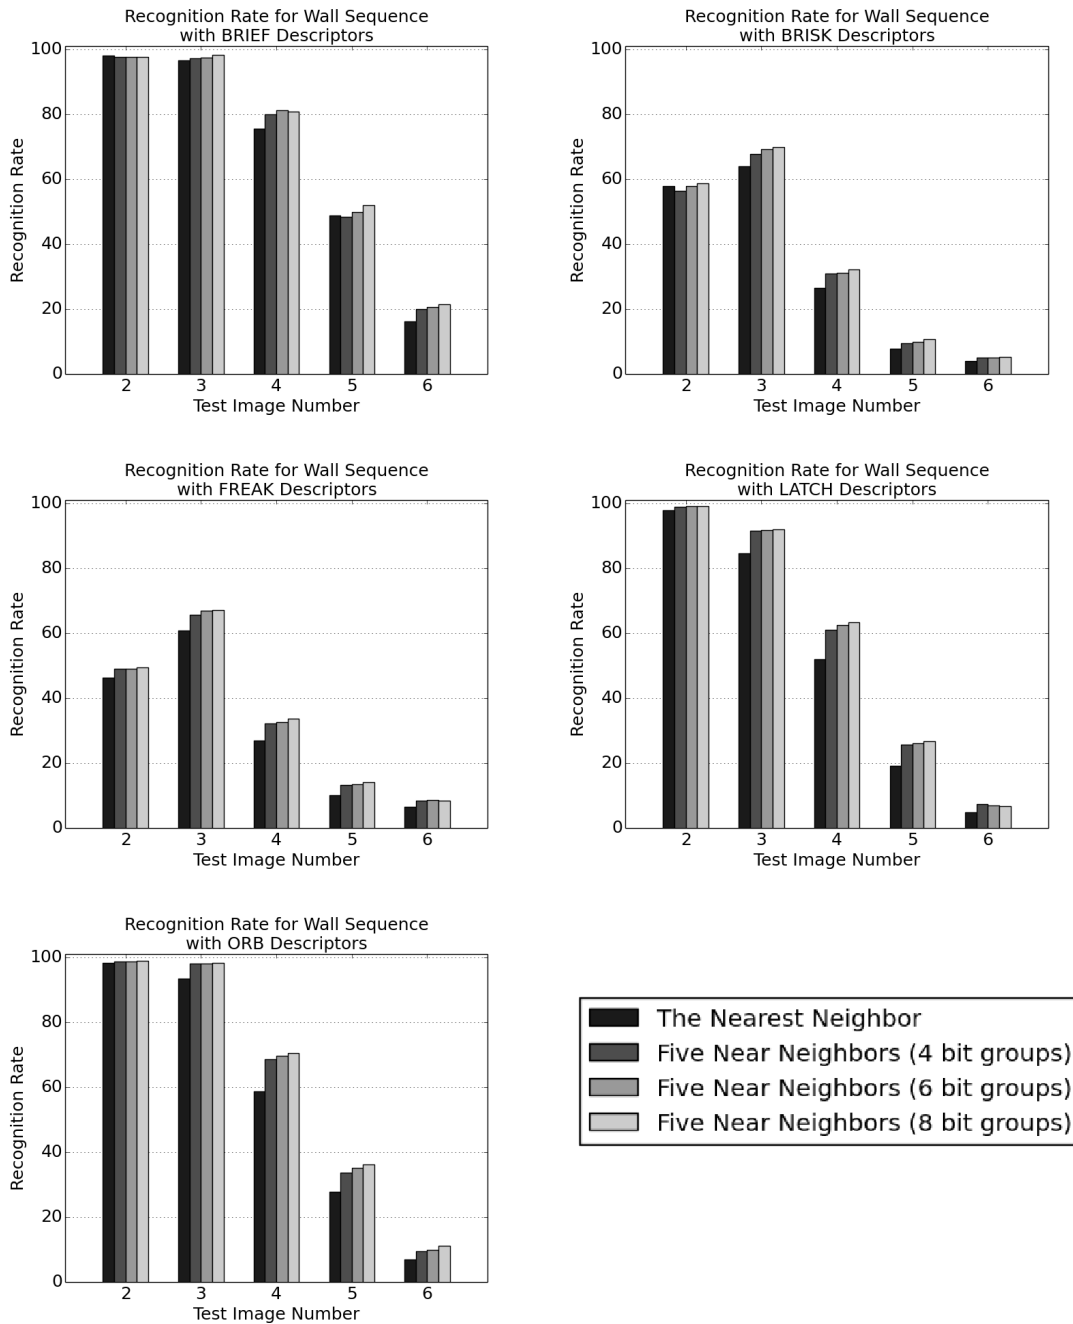 Recognition Rate for Wall Sequence
with BRIEF Descriptors
100
80
60
40
20
0
Recognition Rate
2 3 4 5 6
Test Image Number
Recognition Rate for Wall Sequence
with BRISK Descriptors
100
80
60
40
20
0
Recognition Rate
2 3 4 5 6
Test Image Number
Recognition Rate for Wall Sequence
with FREAK Descriptors
100
80
60
40
20
0
Recognition Rate
2 3 4 5 6
Test Image Number
Recognition Rate for Wall Sequence
with LATCH Descriptors
100
80
60
40
20
0
Recognition Rate
2 3 4 5 6
Test Image Number
Recognition Rate for Wall Sequence
with ORB Descriptors
100
80
60
40
20
0
Recognition Rate
2 3 4 5 6
Test Image Number
The Nearest Neighbor
Five Near Neighbors (4 bit groups)
Five Near Neighbors (6 bit groups)
Five Near Neighbors (8 bit groups)